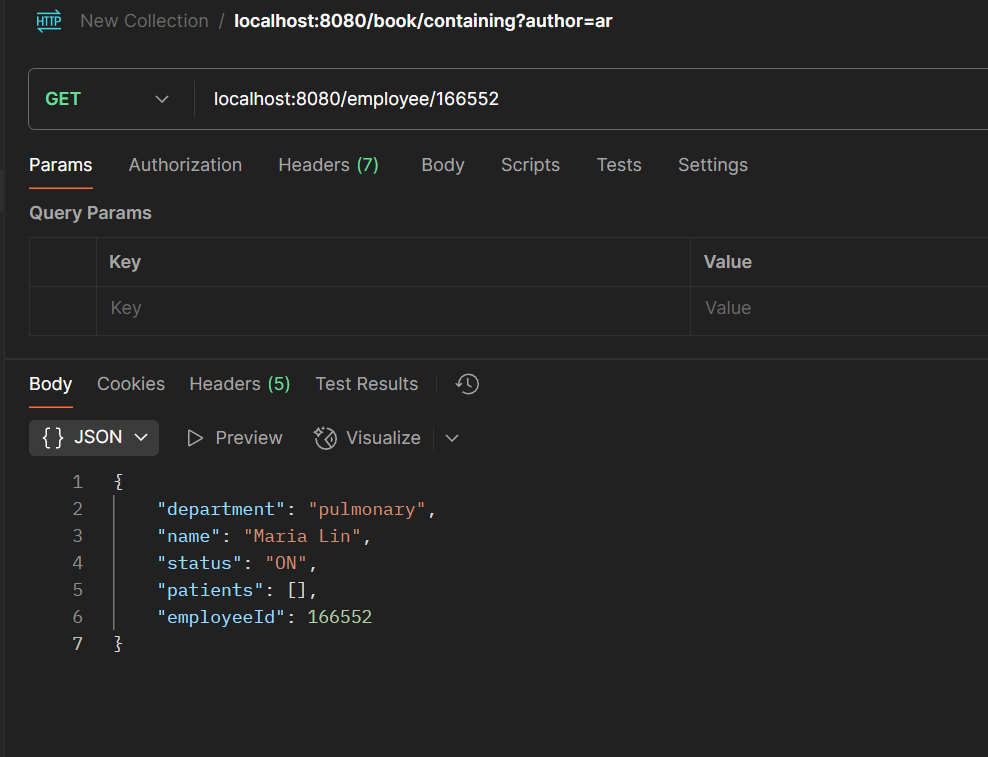 HTTP New Collection / localhost:8080/book/containing?author=ar
GET localhost:8080/employee/166552
Params Authorization Headers (7) Body Scripts Tests Settings
Query Params
Key Value
Key Value
Body Cookies Headers (5) Test Results
{} JSON Preview Visualize
1 {
2 "department": "pulmonary",
3 "name": "Maria Lin",
4 "status": "ON",
5 "patients": [],
6 "employeeId": 166552
7 }